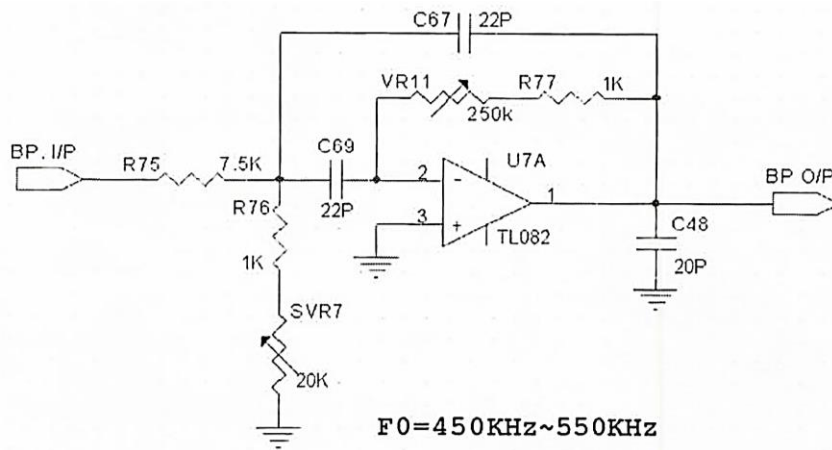 C67 22P
VR11 R77 1K
250k
BP. I/P R75 7.5K C69 22P
2 - U7A
3 + 1
TL082
BP O/P
R76
1K
C48
20P
SVR7
20K
F0=450KHz~550KHz